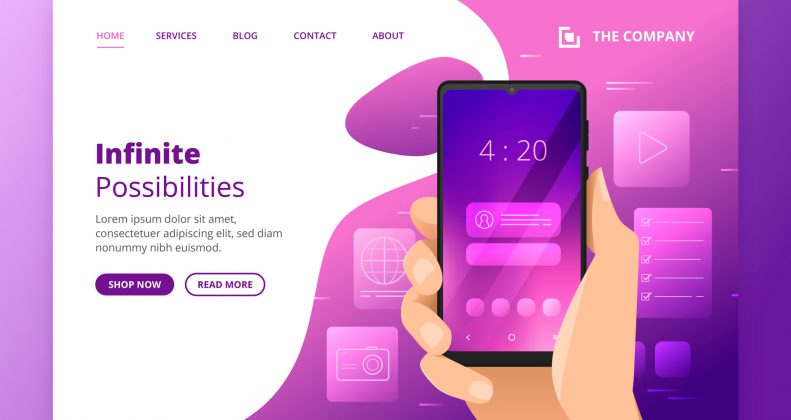 HOME SERVICES BLOG CONTACT ABOUT
THE COMPANY
Infinite
Possibilities
Lorem ipsum dolor sit amet,
consectetuer adipiscing elit, sed diam
nonummy nibh euismod.
SHOP NOW READ MORE
4 : 20